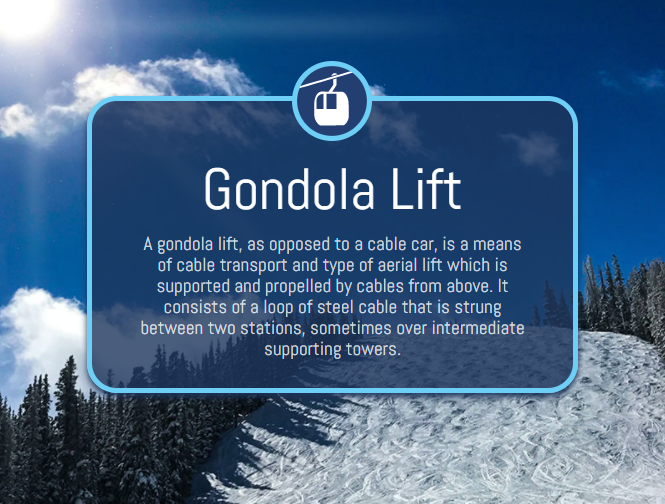 Gondola Lift
A gondola lift, as opposed to a cable car, is a means
of cable transport and type of aerial lift which is
supported and propelled by cables from above. It
consists of a loop of steel cable that is strung
between two stations, sometimes over intermediate
supporting towers.